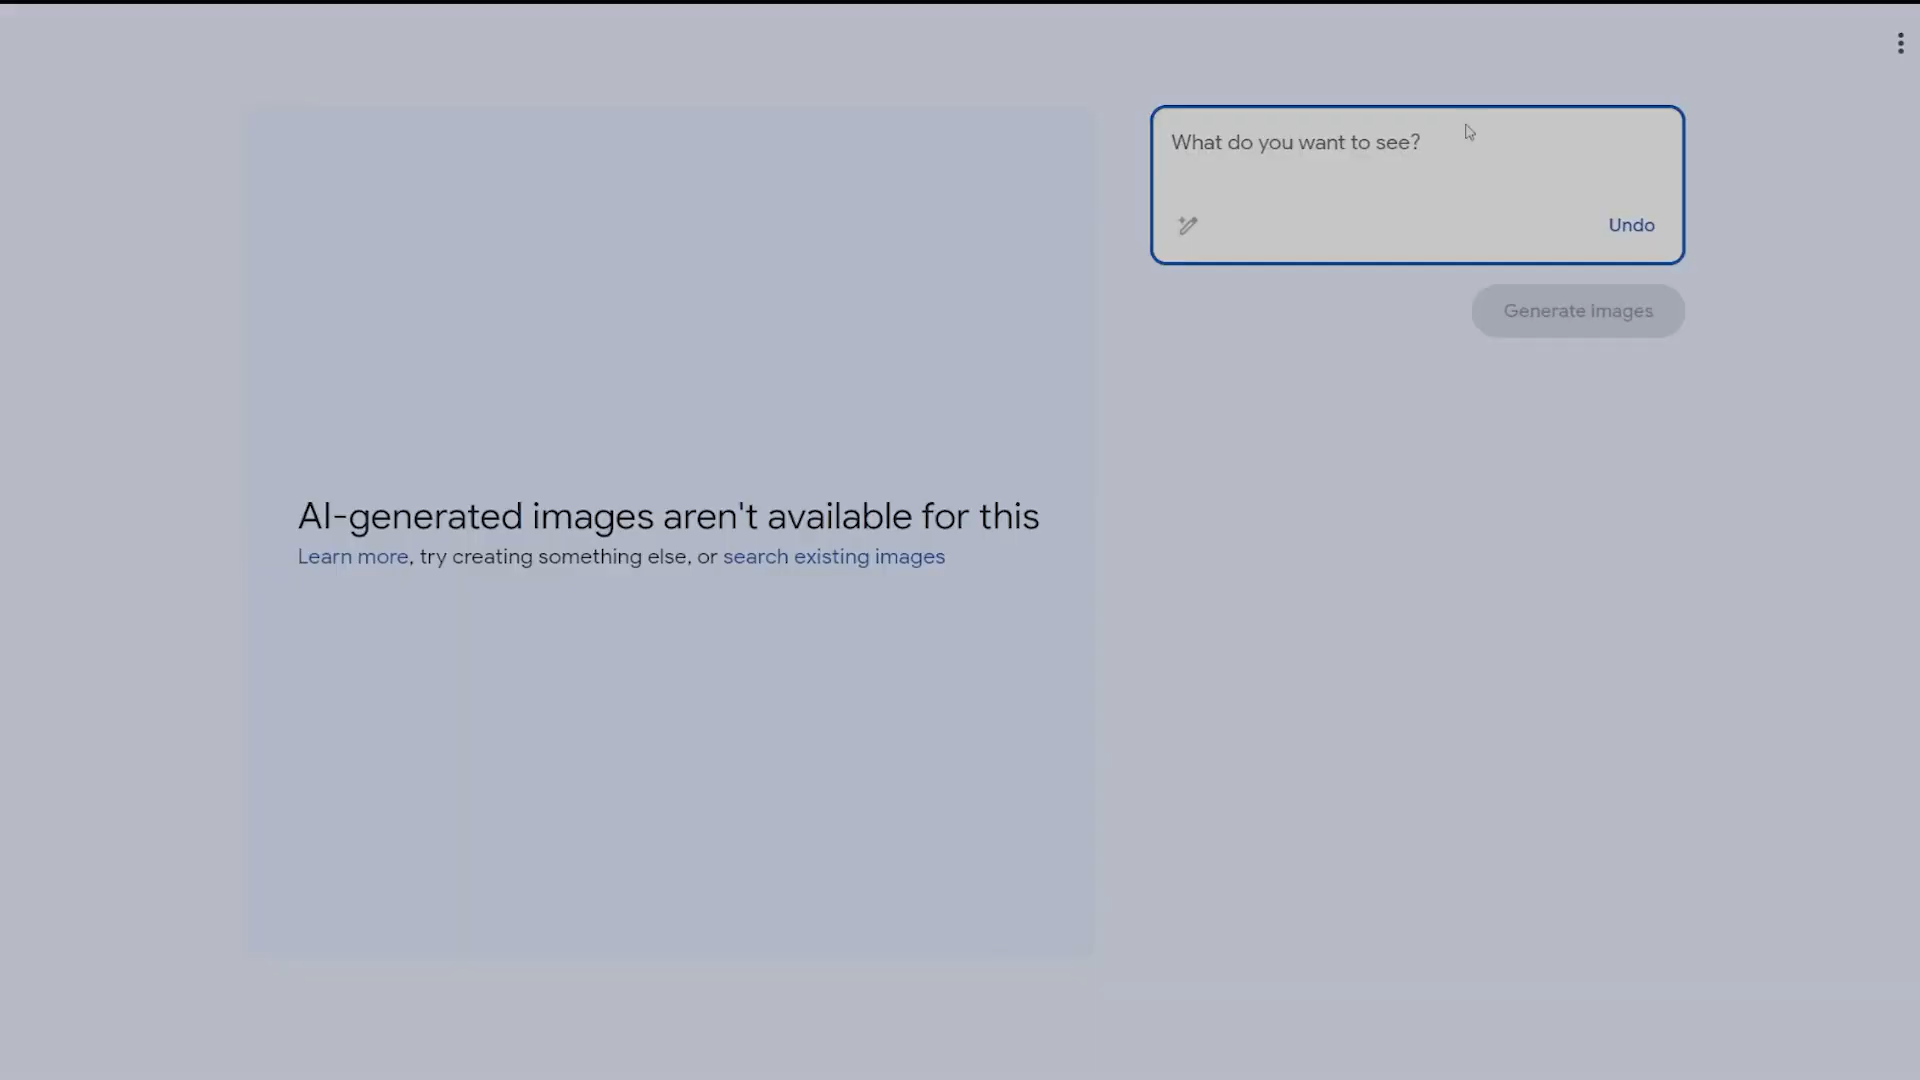 What do you want to see?
Undo
Generate images
AI-generated images aren't available for this
Learn more, try creating something else, or search existing images